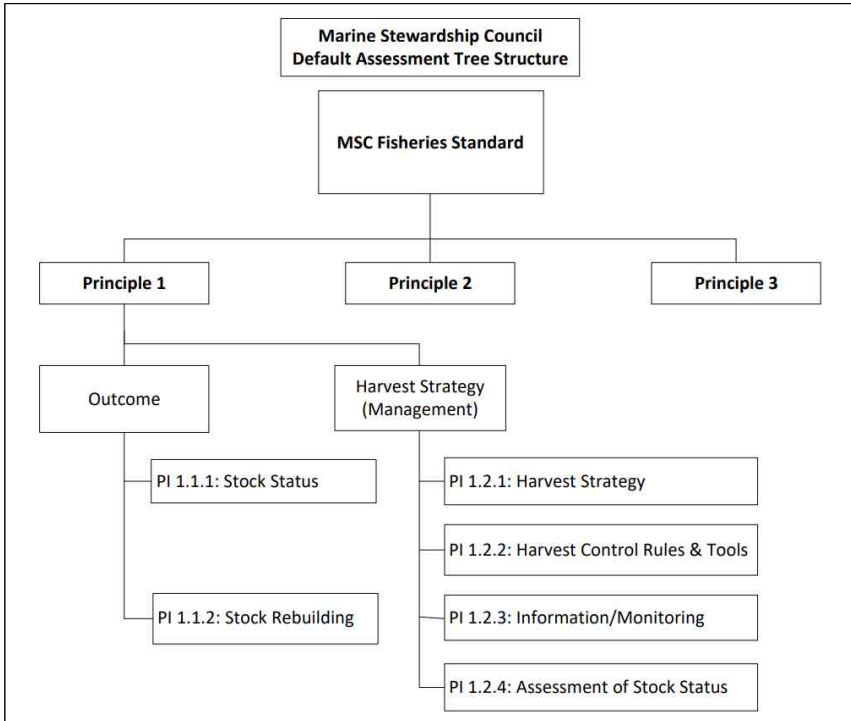 Marine Stewardship Council
Default Assessment Tree Structure
MSC Fisheries Standard
Principle 1
Principle 2
Principle 3
Outcome
Harvest Strategy
(Management)
PI 1.1.1: Stock Status
PI 1.2.1: Harvest Strategy
PI 1.2.2: Harvest Control Rules & Tools
PI 1.1.2: Stock Rebuilding
PI 1.2.3: Information/Monitoring
PI 1.2.4: Assessment of Stock Status